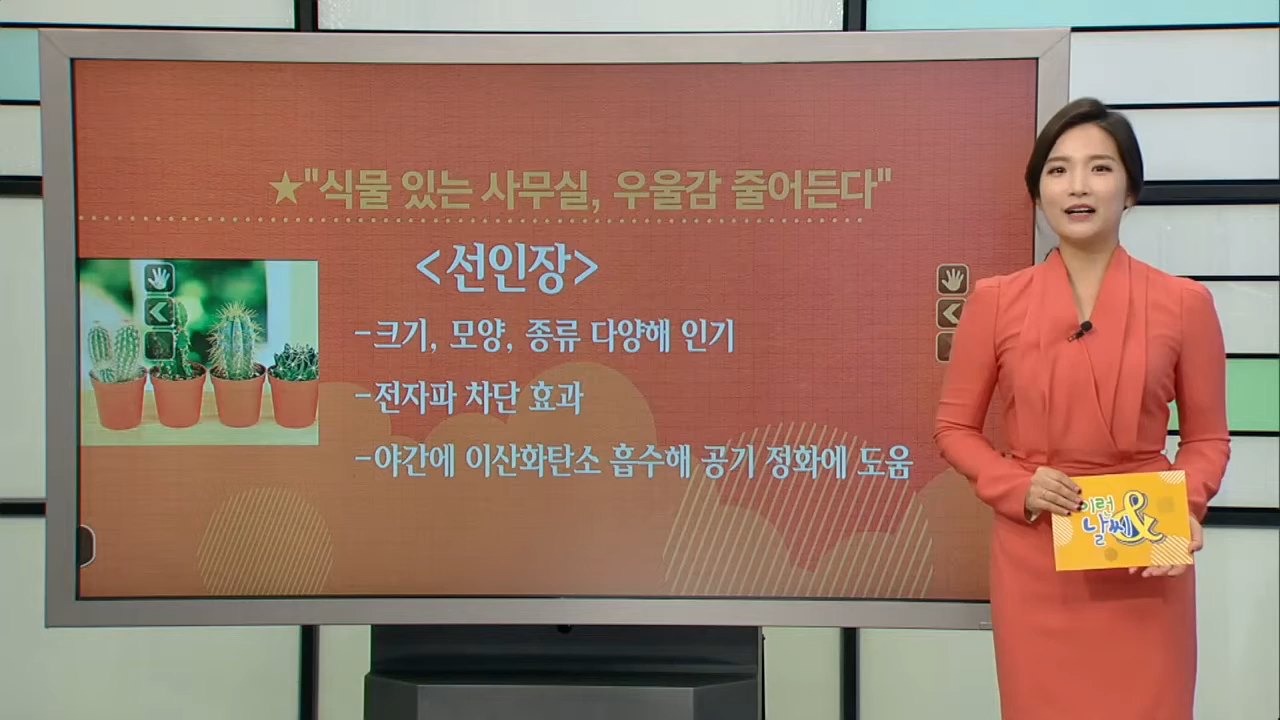 ★"식물 있는 사무실, 우울감 줄어든다"
<선인장>
-크기, 모양, 종류 다양해 인기
-전자파 차단 효과
-야간에 이산화탄소 흡수해 공기 정화에 도움
이런
날씨&